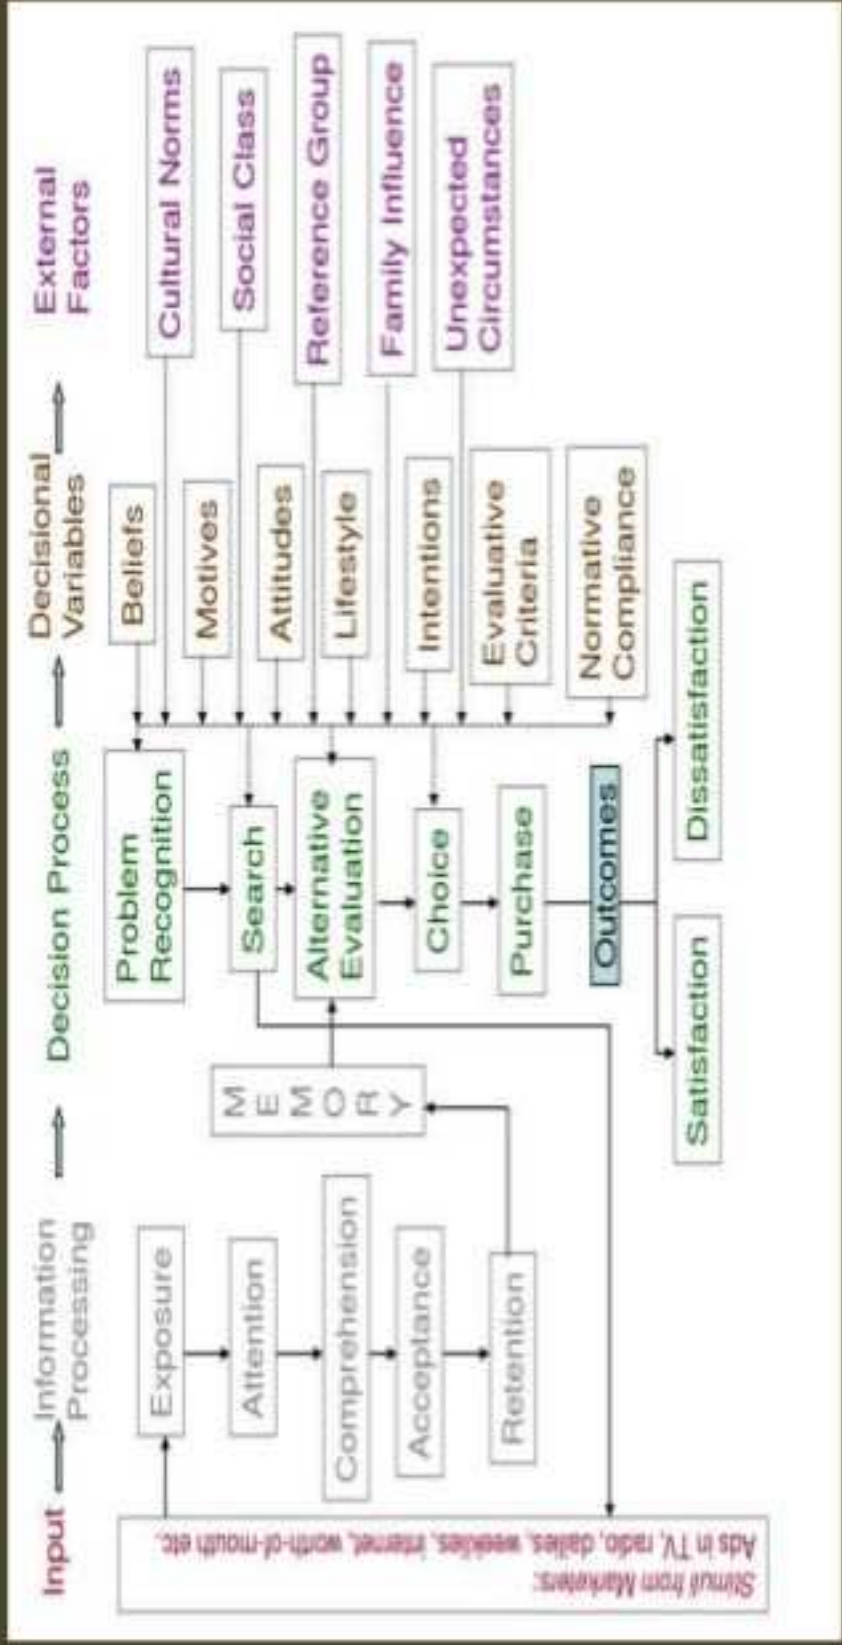 Input
Information
Processing
Decision Process
Decisional
Variables
External
Factors
Stimuli from Marketers:
Ads in TV, rado, dailes, weeklies, internet, worth-of-mouth etc.
Exposure
Attention
Comprehension
Acceptance
Retention
M
E
M
O
R
Y
Problem
Recognition
Search
Alternative
Evaluation
Choice
Purchase
Outcomes
Satisfaction
Dissatisfaction
Beliefs
Motives
Attitudes
Lifestyle
Intentions
Evaluative
Criteria
Normative
Compliance
Cultural Norms
Social Class
Reference Group
Family Influence
Unexpected
Circumstances